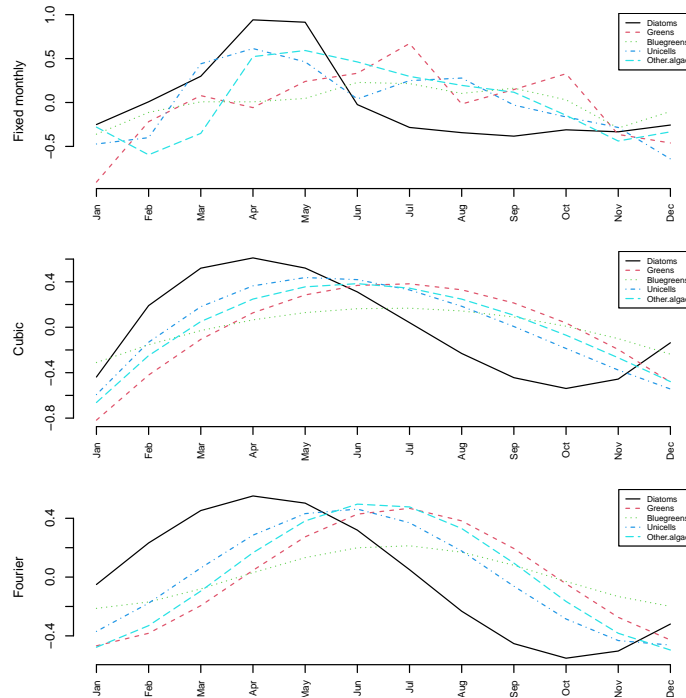 Fixed monthly
1.0
0.5
0.0
−0.5
Diatoms
Greens
Bluegreens
Unicells
Other.algae
Jan
Feb
Mar
Apr
May
Jun
Jul
Aug
Sep
Oct
Nov
Dec
Cubic
0.4
0.0
−0.4
−0.8
Diatoms
Greens
Bluegreens
Unicells
Other.algae
Jan
Feb
Mar
Apr
May
Jun
Jul
Aug
Sep
Oct
Nov
Dec
Fourier
0.4
0.0
−0.4
Diatoms
Greens
Bluegreens
Unicells
Other.algae
Jan
Feb
Mar
Apr
May
Jun
Jul
Aug
Sep
Oct
Nov
Dec